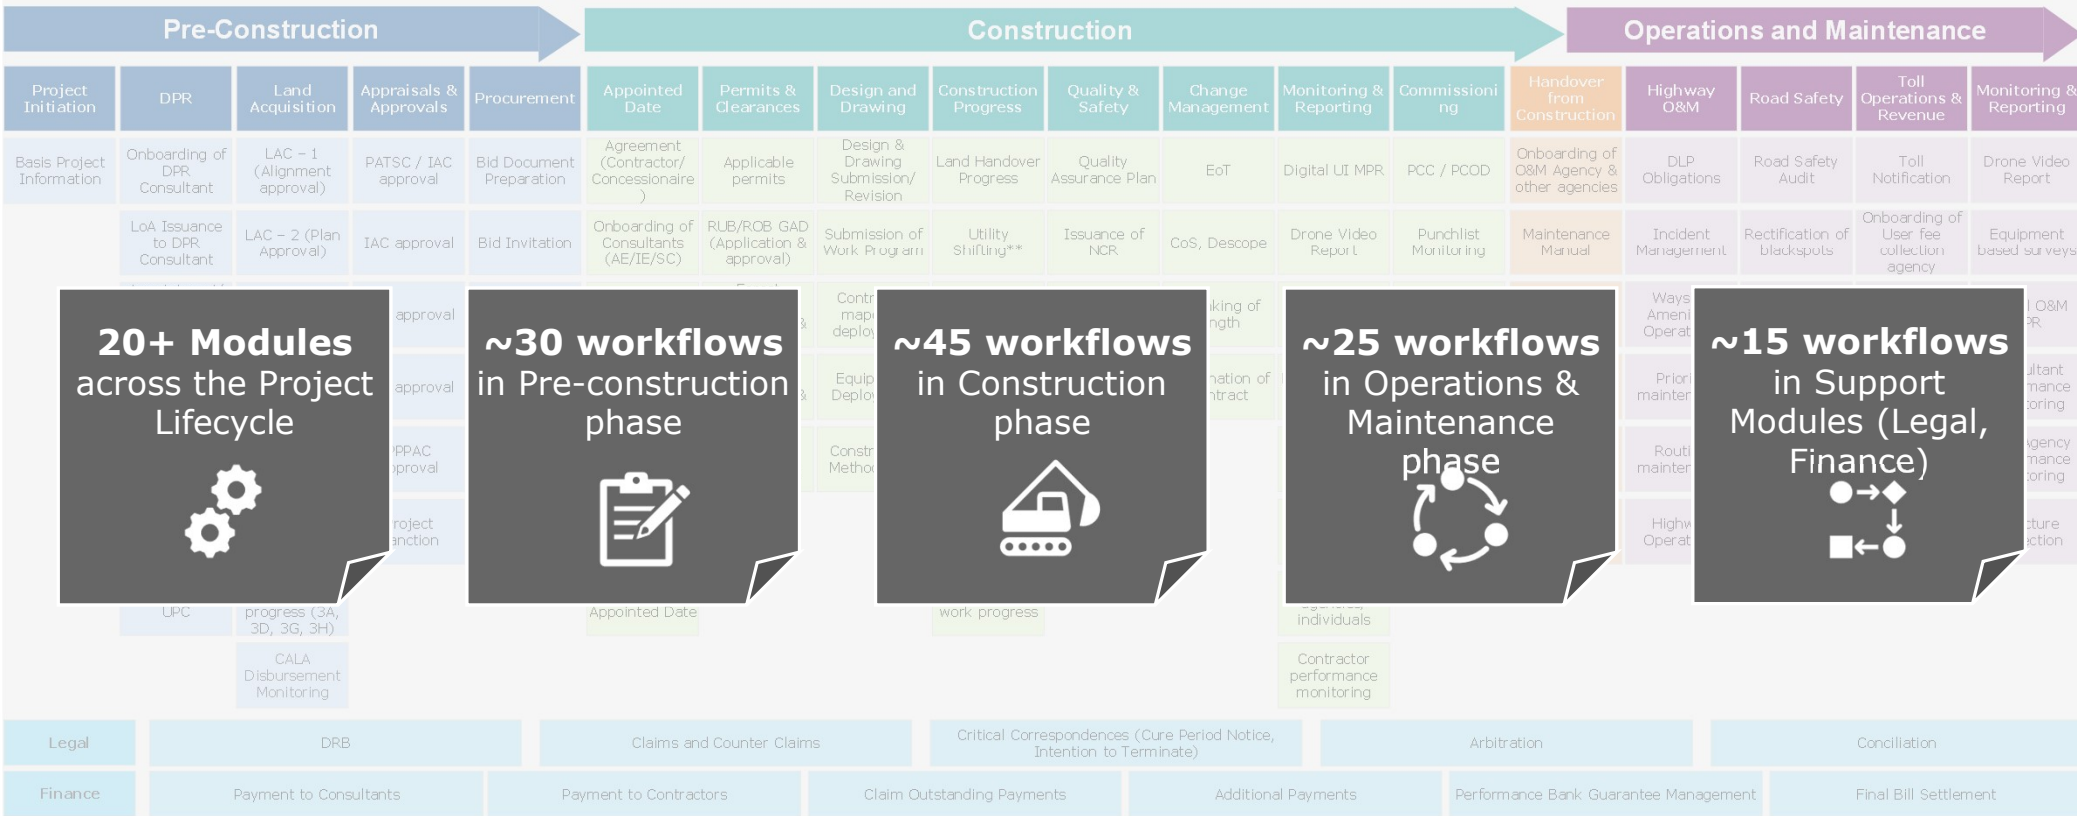 Pre-Construction
Construction
Operations and Maintenance
Project
Initiation
DPR
Land
Acquisition
Appraisals &
Approvals
Procurement
Appointed
Date
Permits &
Clearances
Design and
Drawing
Construction
Progress
Quality &
Safety
Change
Management
Monitoring &
Reporting
Commissioni
ng
Handover
from
Construction
Highway
O&M
Road Safety
Toll
Operations &
Revenue
Monitoring &
Reporting
Basis Project
Information
Onboarding of
DPR
Consultant
LAC – 1
(Alignment
approval)
PATSC / IAC
approval
Bid Document
Preparation
Agreement
(Contractor/
Concessionaire
)
Applicable
permits
Design &
Drawing
Submission/
Revision
Land Handover
Progress
Quality
Assurance Plan
EoT
Digital UI MPR
PCC / PCOD
Onboarding of
O&M Agency &
other agencies
DLP
Obligations
Road Safety
Audit
Toll
Notification
Drone Video
Report
LoA Issuance
to DPR
Consultant
LAC – 2 (Plan
Approval)
IAC approval
Bid Invitation
Onboarding of
Consultants
(AE/IE/SC)
RUB/ROB GAD
(Application &
approval)
Submission of
Work Program
Utility
Shifting**
Issuance of
NCR
CoS, Descope
Drone Video
Report
Punchlist
Monitoring
Maintenance
Manual
Incident
Management
Rectification of
blackspots
Onboarding of
User fee
collection
agency
Equipment
based surveys
20+ Modules
across the Project
Lifecycle
~30 workflows
in Pre-construction
phase
~45 workflows
in Construction
phase
~25 workflows
in Operations &
Maintenance
phase
~15 workflows
in Support
Modules (Legal,
Finance)
approval
approval
O&M
UPC
progress (3A,
3D, 3G, 3H)
Appointed Date
work progress
individuals
CALA
Disbursement
Monitoring
Contractor
performance
monitoring
Legal
DRB
Claims and Counter Claims
Critical Correspondences (Cure Period Notice,
Intention to Terminate)
Arbitration
Conciliation
Finance
Payment to Consultants
Payment to Contractors
Claim Outstanding Payments
Additional Payments
Performance Bank Guarantee Management
Final Bill Settlement